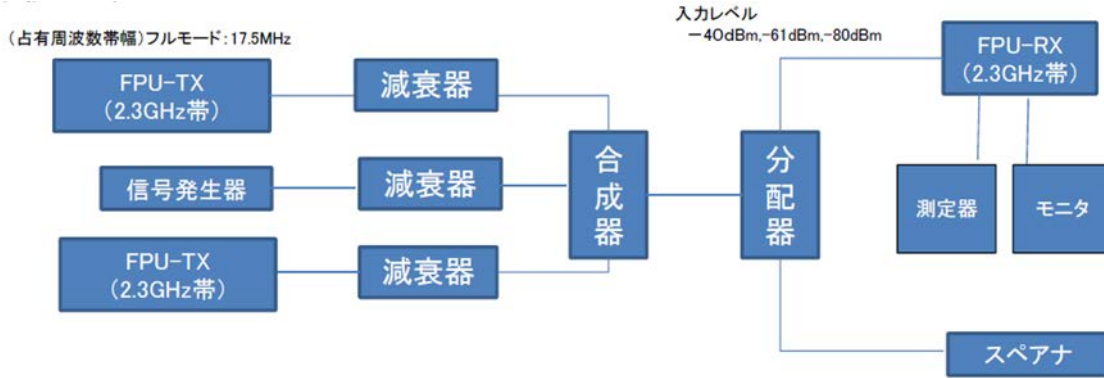 (占有周波数帯幅)フルモード:17.5MHz
入力レベル
−40dBm,−61dBm,−80dBm
FPU−TX
(2.3GHz帯)
減衰器
FPU−RX
(2.3GHz帯)
信号発生器
減衰器
合成器
分配器
測定器
モニタ
FPU−TX
(2.3GHz帯)
減衰器
スペアナ